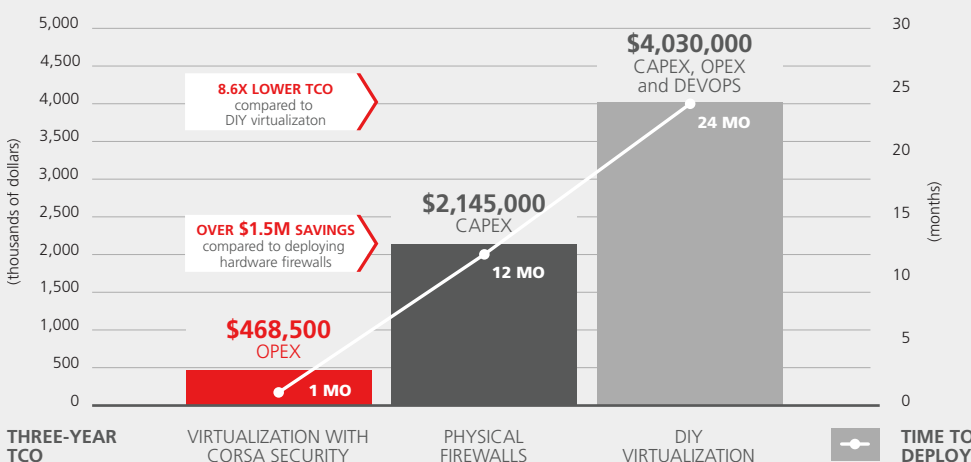 5,000
4,500
4,000
3,500
3,000
2,500
2,000
1,500
1,000
500
0
(thousands of dollars)
8.6X LOWER TCO
compared to
DIY virtualizaton
OVER $1.5M SAVINGS
compared to deploying
hardware firewalls
$468,500
OPEX
1 MO
$2,145,000
CAPEX
12 MO
$4,030,000
CAPEX, OPEX
and DEVOPS
24 MO
30
25
20
15
10
5
0
(months)
THREE-YEAR
TCO
VIRTUALIZATION WITH
CORSA SECURITY
PHYSICAL
FIREWALLS
DIY
VIRTUALIZATION
TIME TO
DEPLOY